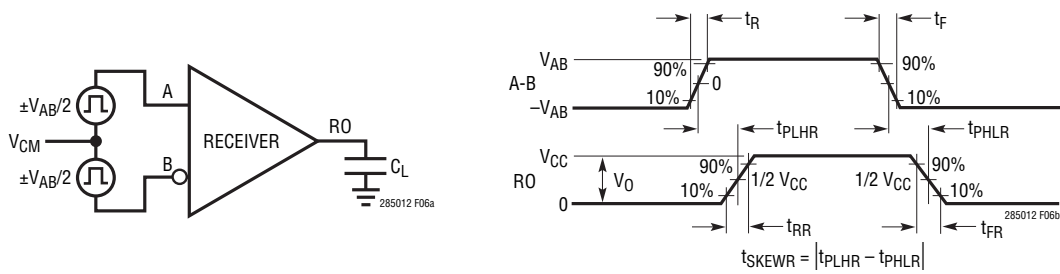 ±V_AB/2
V_CM
±V_AB/2
A
B
RECEIVER
RO
C_L
285012 F06a
t_R
t_F
V_AB
A-B
–V_AB
90%
0
10%
90%
10%
t_PLHR
t_PHLR
V_CC
RO
0
V_O
90%
1/2 V_CC
10%
1/2 V_CC
90%
10%
t_RR
t_FR
285012 F06b
t_SKEWR = |t_PLHR – t_PHLR|